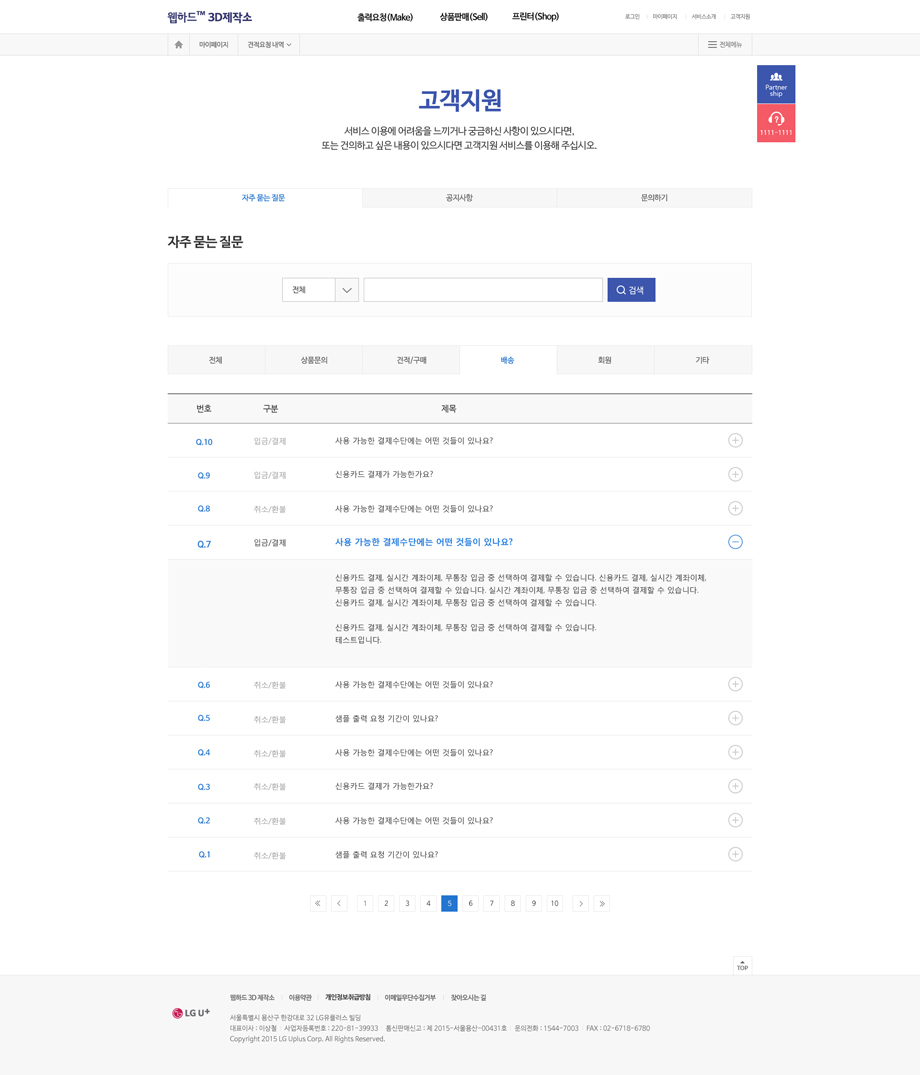 웹하드™ 3D제작소
출력요청(Make) 상품판매(Sell) 프린터(Shop)
로그인 마이페이지 서비스소개 고객지원
마이페이지 견적요청 내역 전체메뉴
Partner
ship
1111-1111
고객지원
서비스 이용에 어려움을 느끼거나 궁금하신 사항이 있으시다면,
또는 건의하고 싶은 내용이 있으시다면 고객지원 서비스를 이용해 주십시오.
자주 묻는 질문 공지사항 문의하기
자주 묻는 질문
전체 검색
전체 상품문의 견적/구매 배송 회원 기타
번호 구분 제목
Q.10 입금/결제 사용 가능한 결제수단에는 어떤 것들이 있나요?
Q.9 입금/결제 신용카드 결제가 가능한가요?
Q.8 취소/환불 사용 가능한 결제수단에는 어떤 것들이 있나요?
Q.7 입금/결제 사용 가능한 결제수단에는 어떤 것들이 있나요?
신용카드 결제, 실시간 계좌이체, 무통장 입금 중 선택하여 결제할 수 있습니다. 신용카드 결제, 실시간 계좌이체,
무통장 입금 중 선택하여 결제할 수 있습니다. 실시간 계좌이체, 무통장 입금 중 선택하여 결제할 수 있습니다.
신용카드 결제, 실시간 계좌이체, 무통장 입금 중 선택하여 결제할 수 있습니다.
신용카드 결제, 실시간 계좌이체, 무통장 입금 중 선택하여 결제할 수 있습니다.
테스트입니다.
Q.6 취소/환불 사용 가능한 결제수단에는 어떤 것들이 있나요?
Q.5 취소/환불 샘플 출력 요청 기간이 있나요?
Q.4 취소/환불 사용 가능한 결제수단에는 어떤 것들이 있나요?
Q.3 취소/환불 신용카드 결제가 가능한가요?
Q.2 취소/환불 사용 가능한 결제수단에는 어떤 것들이 있나요?
Q.1 취소/환불 샘플 출력 요청 기간이 있나요?
1 2 3 4 5 6 7 8 9 10
TOP
웹하드 3D 제작소 이용약관 개인정보취급방침 이메일무단수집거부 찾아오시는 길
LG U+
서울특별시 용산구 한강대로 32 LG유플러스 빌딩
대표이사 : 이상철 사업자등록번호 : 220-81-39933 통신판매신고 : 제 2015-서울용산-00431호 문의전화 : 1544-7003 FAX : 02-6718-6780
Copyright 2015 LG Uplus Corp. All Rights Reserved.